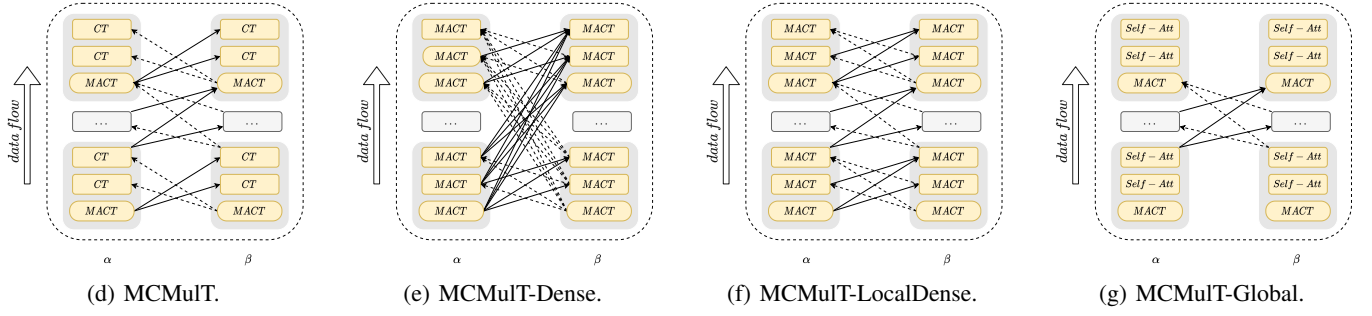 data flow
CT
CT
CT
CT
MACT
MACT
...
...
CT
CT
CT
CT
MACT
MACT
α
β
(d) MCMulT.
data flow
MACT
MACT
MACT
MACT
MACT
MACT
...
...
MACT
MACT
MACT
MACT
MACT
MACT
α
β
(e) MCMulT-Dense.
data flow
MACT
MACT
MACT
MACT
MACT
MACT
...
...
MACT
MACT
MACT
MACT
MACT
MACT
α
β
(f) MCMulT-LocalDense.
data flow
Self – Att
Self – Att
Self – Att
Self – Att
MACT
MACT
...
...
Self – Att
Self – Att
Self – Att
Self – Att
MACT
MACT
α
β
(g) MCMulT-Global.